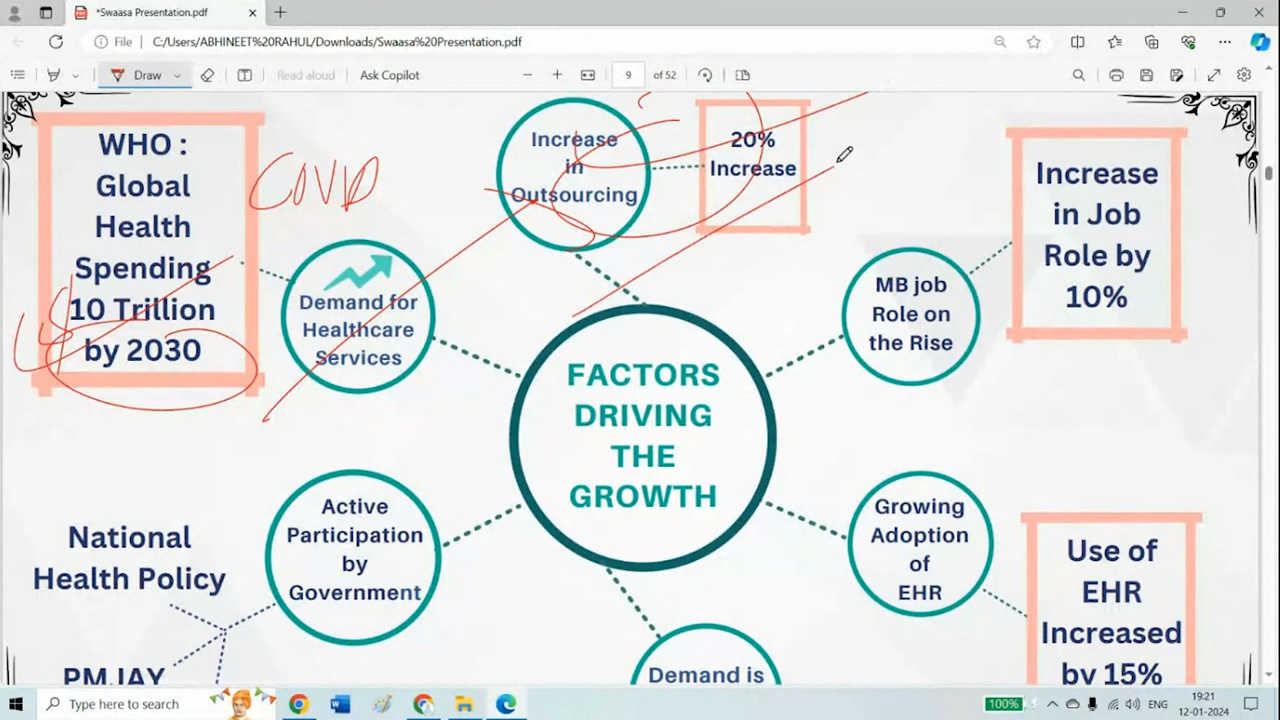 *Swaasa Presentation.pdf
File
C:/Users/ABHINEET%20RAHUL/Downloads/Swaasa%20Presentation.pdf
Draw
Read aloud
Ask Copilot
9
of 52
WHO :
Global
Health
Spending
10 Trillion
by 2030
COVID
Increase
in
Outsourcing
20%
Increase
Increase
in Job
Role by
10%
Demand for
Healthcare
Services
MB job
Role on
the Rise
FACTORS
DRIVING
THE
GROWTH
Active
Participation
by
Government
National
Health Policy
PMJAY
Growing
Adoption
of
EHR
Use of
EHR
Increased
by 15%
Demand is
Type here to search
100%
ENG
19:21
12-01-2024